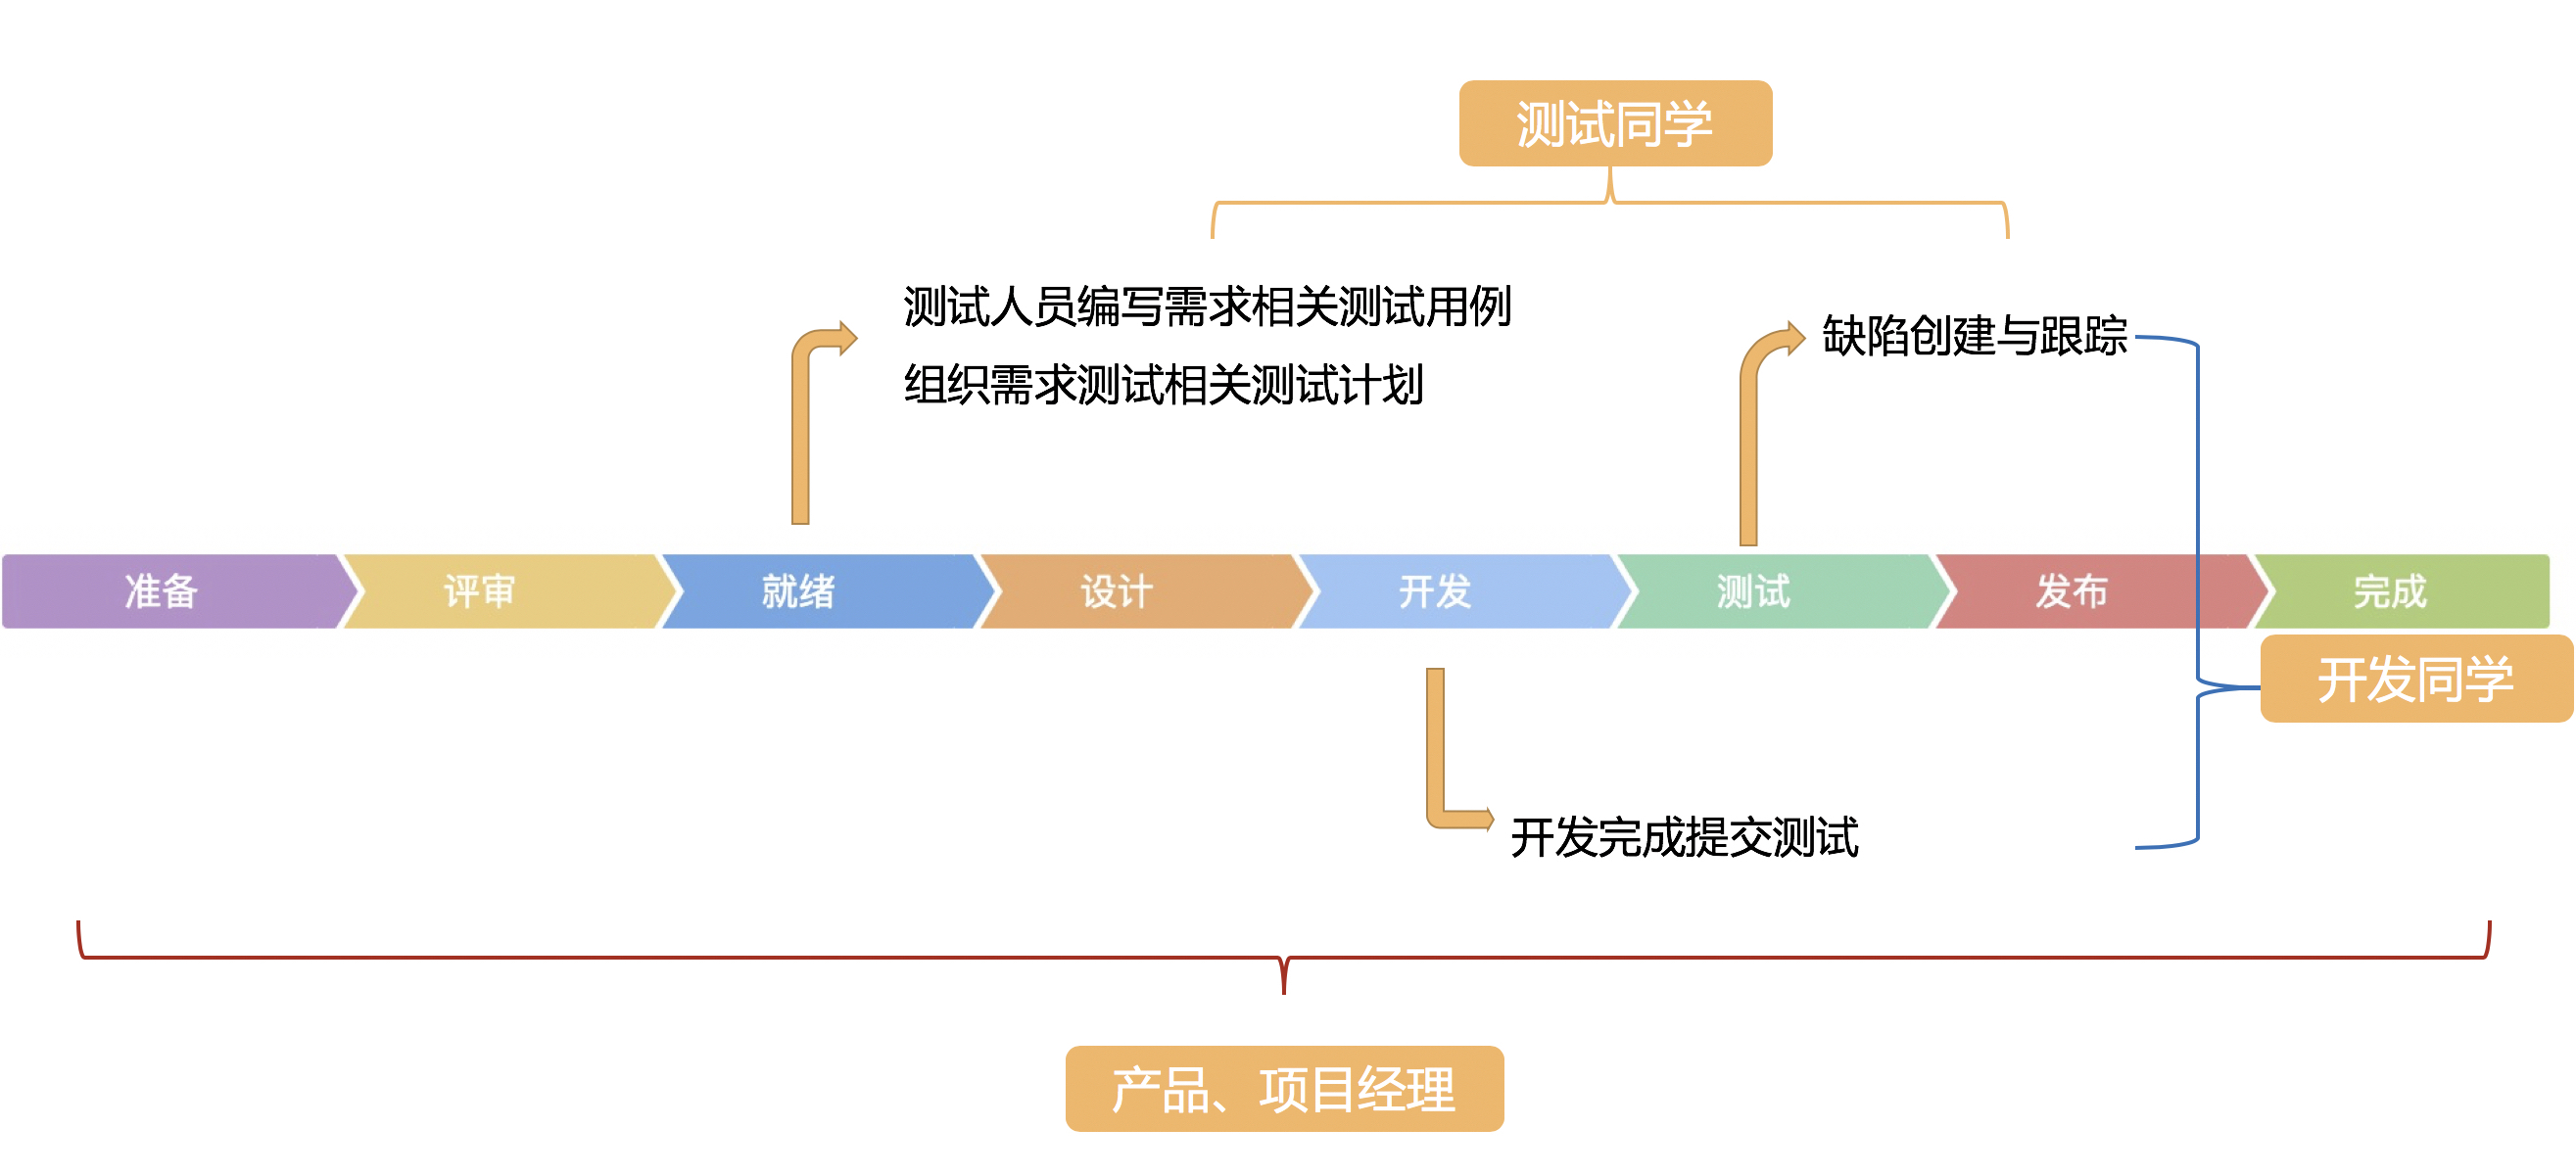 测试同学
测试人员编写需求相关测试用例
组织需求测试相关测试计划
缺陷创建与跟踪
准备
评审
就绪
设计
开发
测试
发布
完成
开发同学
开发完成提交测试
产品、项目经理